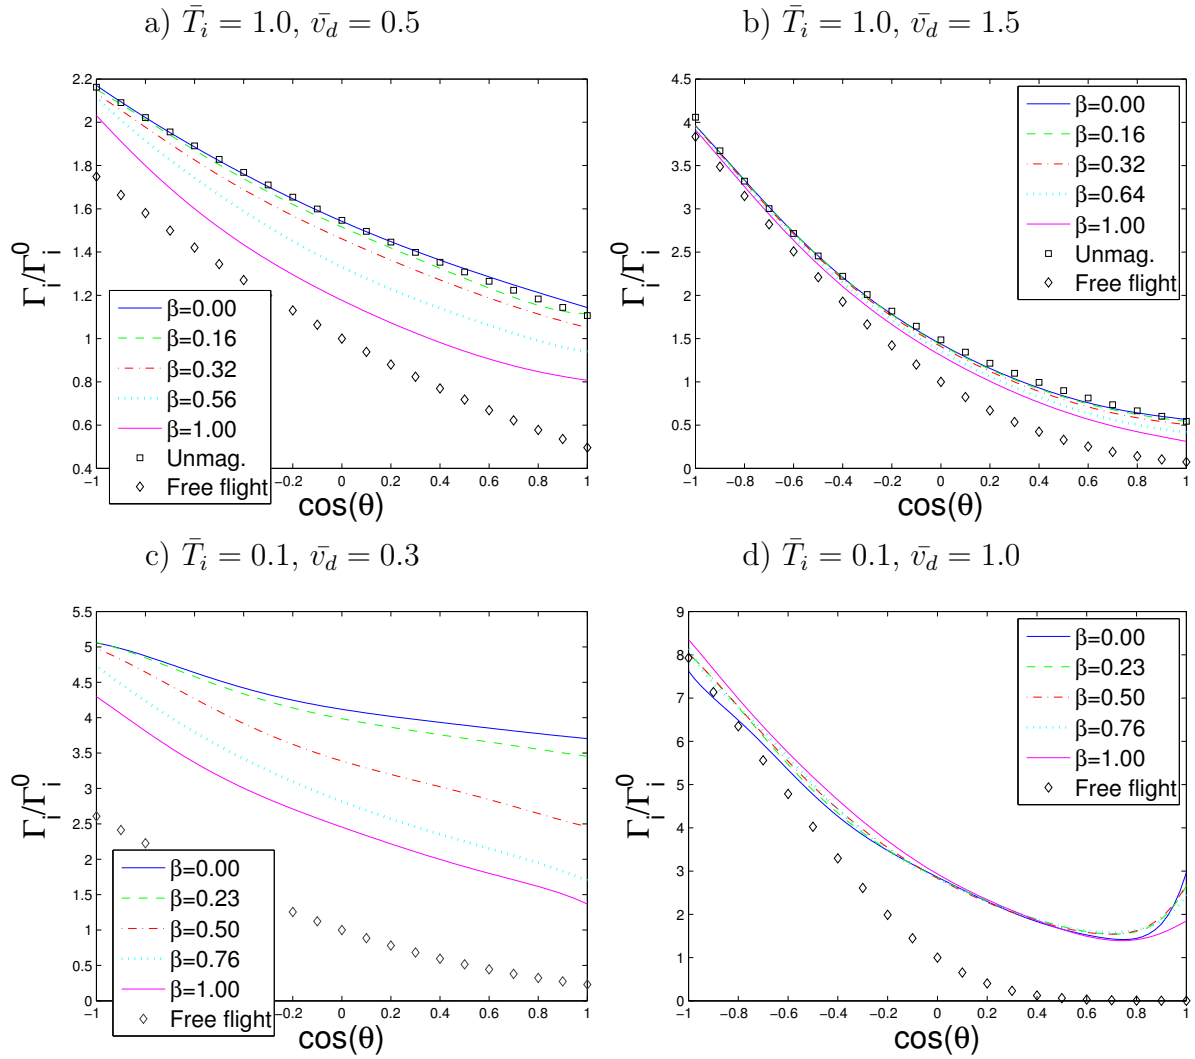 a) T̄ᵢ = 1.0, v̄_d = 0.5
2.2
2
1.8
1.6
1.4
1.2
1
0.8
0.6
0.4
Γᵢ/Γᵢ⁰
β=0.00
β=0.16
β=0.32
β=0.56
β=1.00
Unmag.
Free flight
−1 0 0.2 0.4 0.6 0.8 1
cos(θ)
b) T̄ᵢ = 1.0, v̄_d = 1.5
4.5
4
3.5
3
2.5
2
1.5
1
0.5
0
Γᵢ/Γᵢ⁰
β=0.00
β=0.16
β=0.32
β=0.64
β=1.00
Unmag.
Free flight
−1 −0.8 −0.6 −0.4 −0.2 0 0.2 0.4 0.6 0.8 1
cos(θ)
c) T̄ᵢ = 0.1, v̄_d = 0.3
5.5
5
4.5
4
3.5
3
2.5
2
1.5
1
0.5
0
Γᵢ/Γᵢ⁰
β=0.00
β=0.23
β=0.50
β=0.76
β=1.00
Free flight
−1 0 0.2 0.4 0.6 0.8 1
cos(θ)
d) T̄ᵢ = 0.1, v̄_d = 1.0
9
8
7
6
5
4
3
2
1
0
Γᵢ/Γᵢ⁰
β=0.00
β=0.23
β=0.50
β=0.76
β=1.00
Free flight
−1 −0.8 −0.6 −0.4 −0.2 0 0.2 0.4 0.6 0.8 1
cos(θ)